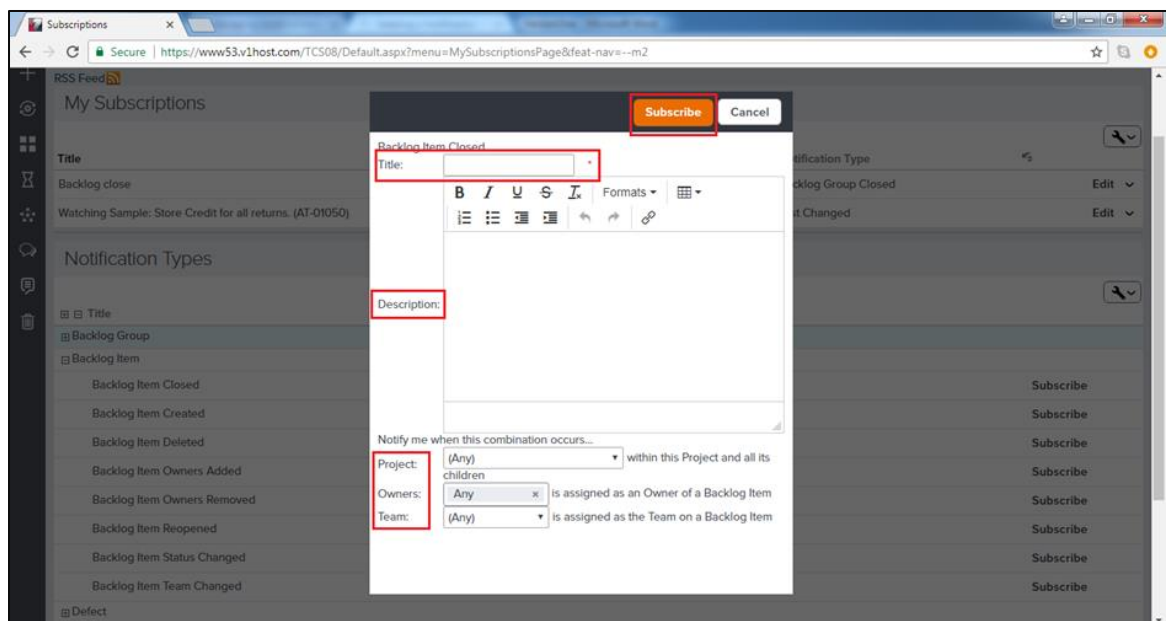 Subscriptions
Secure | https://www53.v1host.com/TCS08/Default.aspx?menu=MySubscriptionsPage&feat-nav=--m2
RSS Feed
My Subscriptions
Subscribe Cancel
Backlog Item Closed
Title: *
Title
tification Type
Backlog close
cklog Group Closed
Edit
Watching Sample: Store Credit for all returns. (AT-01050)
st Changed
Edit
B I U S Ix Formats
Notification Types
Description:
Title
Backlog Group
Backlog Item
Backlog Item Closed Subscribe
Backlog Item Created Subscribe
Backlog Item Deleted Subscribe
Backlog Item Owners Added Subscribe
Backlog Item Owners Removed Subscribe
Backlog Item Reopened Subscribe
Backlog Item Status Changed Subscribe
Backlog Item Team Changed Subscribe
Defect
Notify me when this combination occurs...
Project: (Any) within this Project and all its
children
Owners: Any × is assigned as an Owner of a Backlog Item
Team: (Any) is assigned as the Team on a Backlog Item